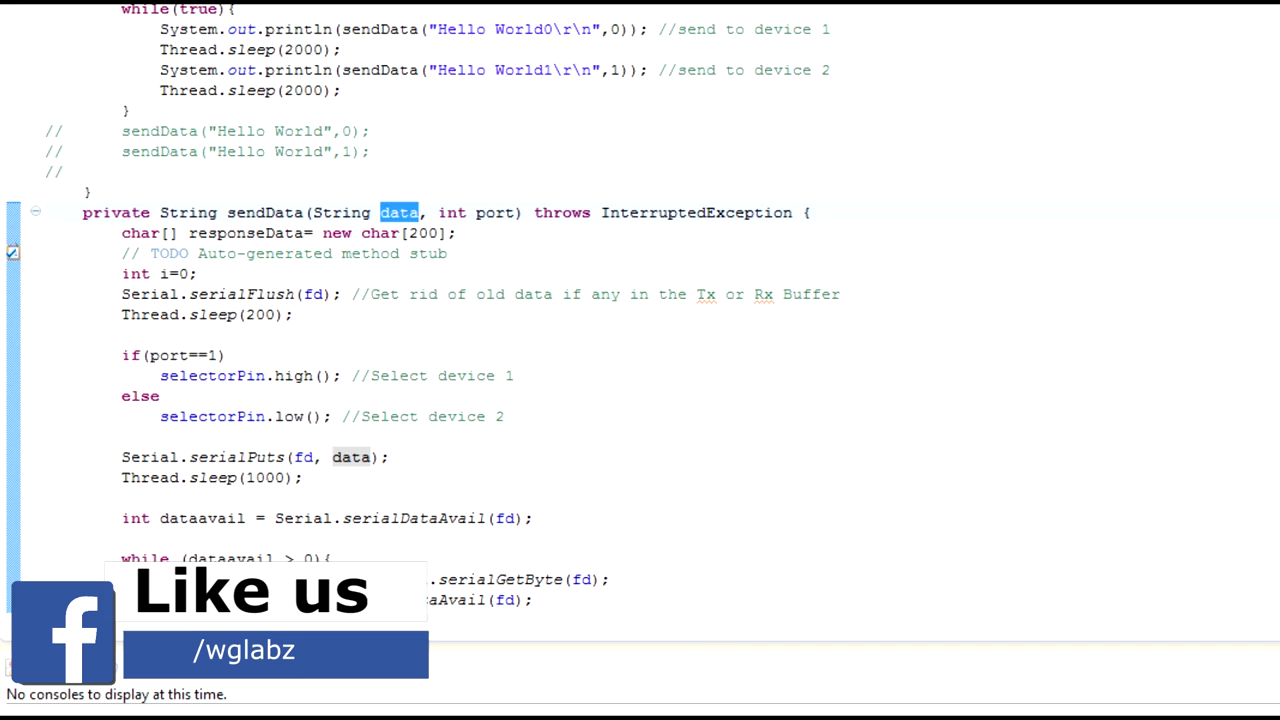 while(true){
System.out.println(sendData("Hello World0\r\n",0)); //send to device 1
Thread.sleep(2000);
System.out.println(sendData("Hello World1\r\n",1)); //send to device 2
Thread.sleep(2000);
}
// sendData("Hello World",0);
// sendData("Hello World",1);
//
}
private String sendData(String data, int port) throws InterruptedException {
char[] responseData= new char[200];
// TODO Auto-generated method stub
int i=0;
Serial.serialFlush(fd); //Get rid of old data if any in the Tx or Rx Buffer
Thread.sleep(200);
if(port==1)
selectorPin.high(); //Select device 1
else
selectorPin.low(); //Select device 2
Serial.serialPuts(fd, data);
Thread.sleep(1000);
int dataavail = Serial.serialDataAvail(fd);
while (dataavail > 0){
.serialGetByte(fd);
taAvail(fd);
f
Like us
/wglabz
No consoles to display at this time.